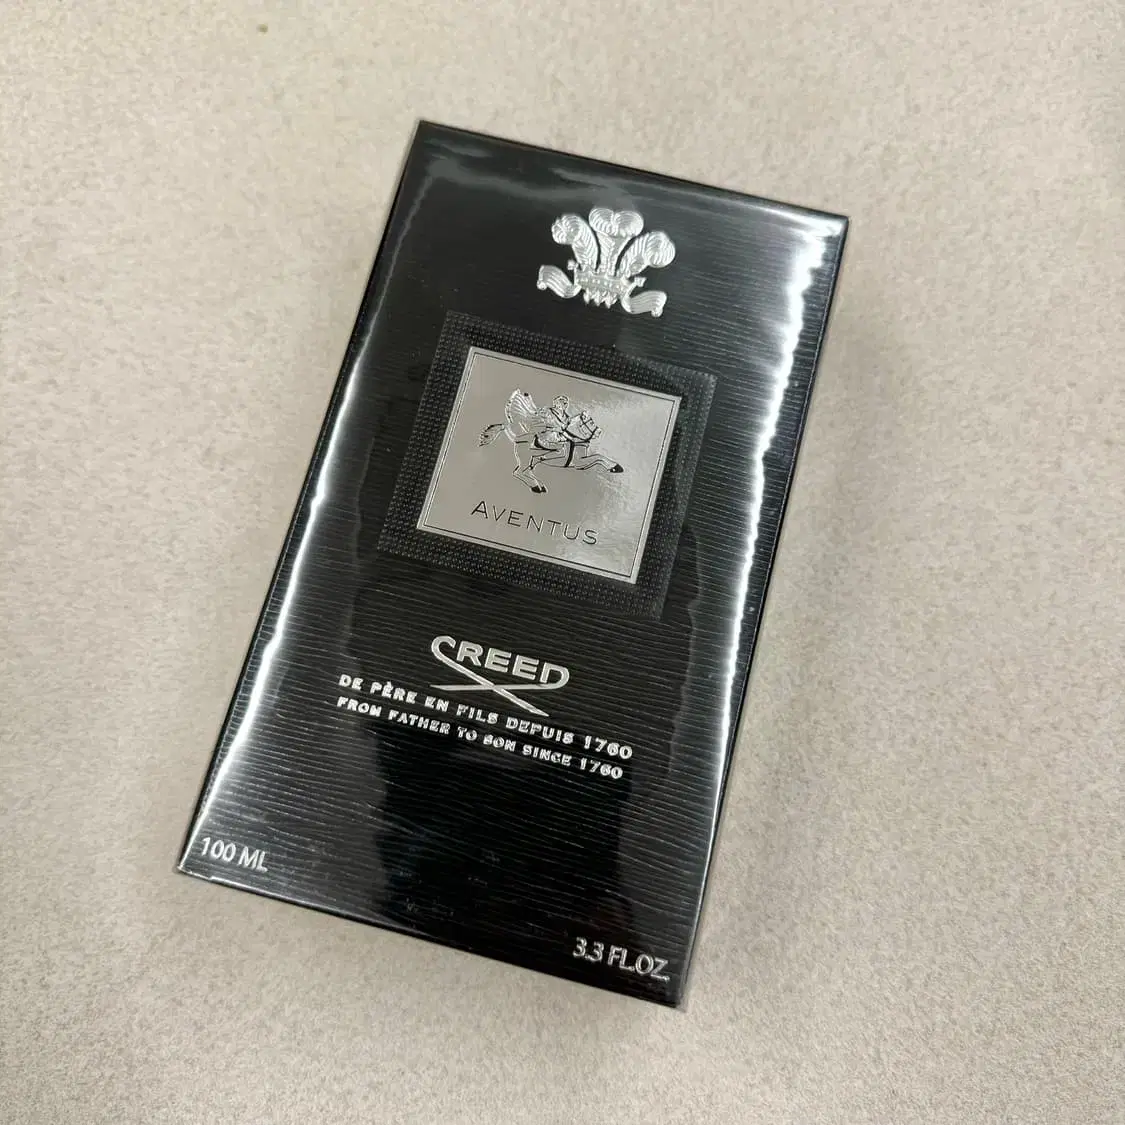 AVENTUS
CREED
DE PÈRE EN FILS DEPUIS 1760
FROM FATHER TO SON SINCE 1760
100 ML
3.3 FL.OZ.